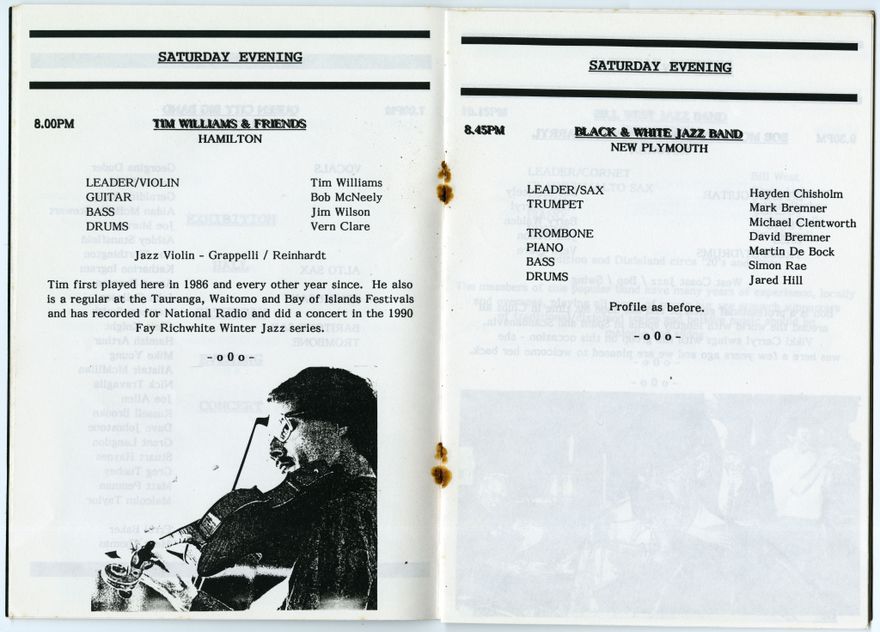 SATURDAY EVENING
8.00PM TIM WILLIAMS & FRIENDS
HAMILTON
LEADER/VIOLIN Tim Williams
GUITAR Bob McNeely
BASS Jim Wilson
DRUMS Vern Clare
Jazz Violin - Grappelli / Reinhardt
Tim first played here in 1986 and every other year since. He also
is a regular at the Tauranga, Waitomo and Bay of Islands Festivals
and has recorded for National Radio and did a concert in the 1990
Fay Richwhite Winter Jazz series.
- o 0 o -
SATURDAY EVENING
8.45PM BLACK & WHITE JAZZ BAND
NEW PLYMOUTH
LEADER/SAX Hayden Chisholm
TRUMPET Mark Bremner
Michael Clentworth
TROMBONE David Bremner
PIANO Martin De Bock
BASS Simon Rae
DRUMS Jared Hill
Profile as before.
- o 0 o -